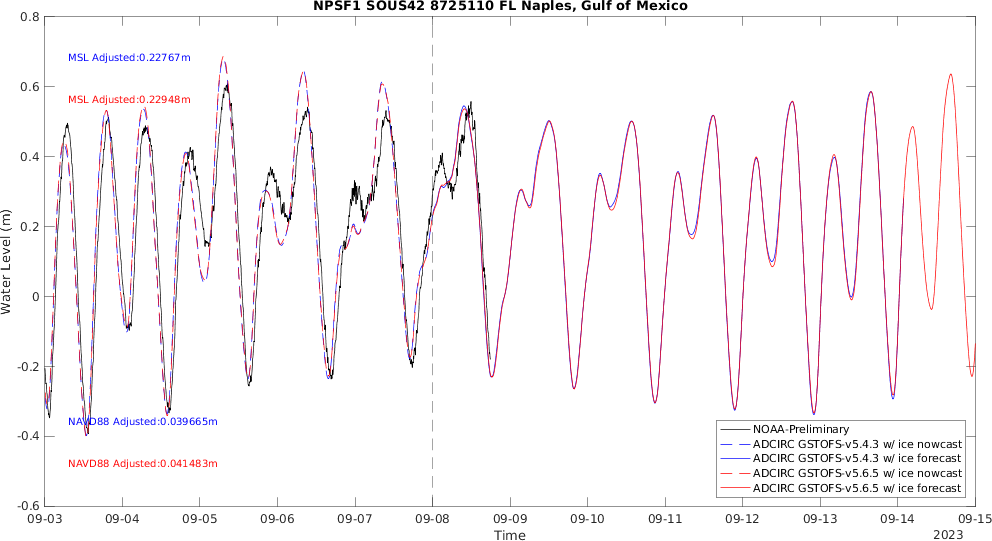 NPSF1 SOUS42 8725110 FL Naples, Gulf of Mexico
0.8
0.6
0.4
0.2
0
-0.2
-0.4
-0.6
Water Level (m)
MSL Adjusted:0.22767m
MSL Adjusted:0.22948m
NAVD88 Adjusted:0.039665m
NAVD88 Adjusted:0.041483m
NOAA-Preliminary
ADCIRC GSTOFS-v5.4.3 w/ ice nowcast
ADCIRC GSTOFS-v5.4.3 w/ ice forecast
ADCIRC GSTOFS-v5.6.5 w/ ice nowcast
ADCIRC GSTOFS-v5.6.5 w/ ice forecast
09-03 09-04 09-05 09-06 09-07 09-08 09-09 09-10 09-11 09-12 09-13 09-14 09-15
Time
2023